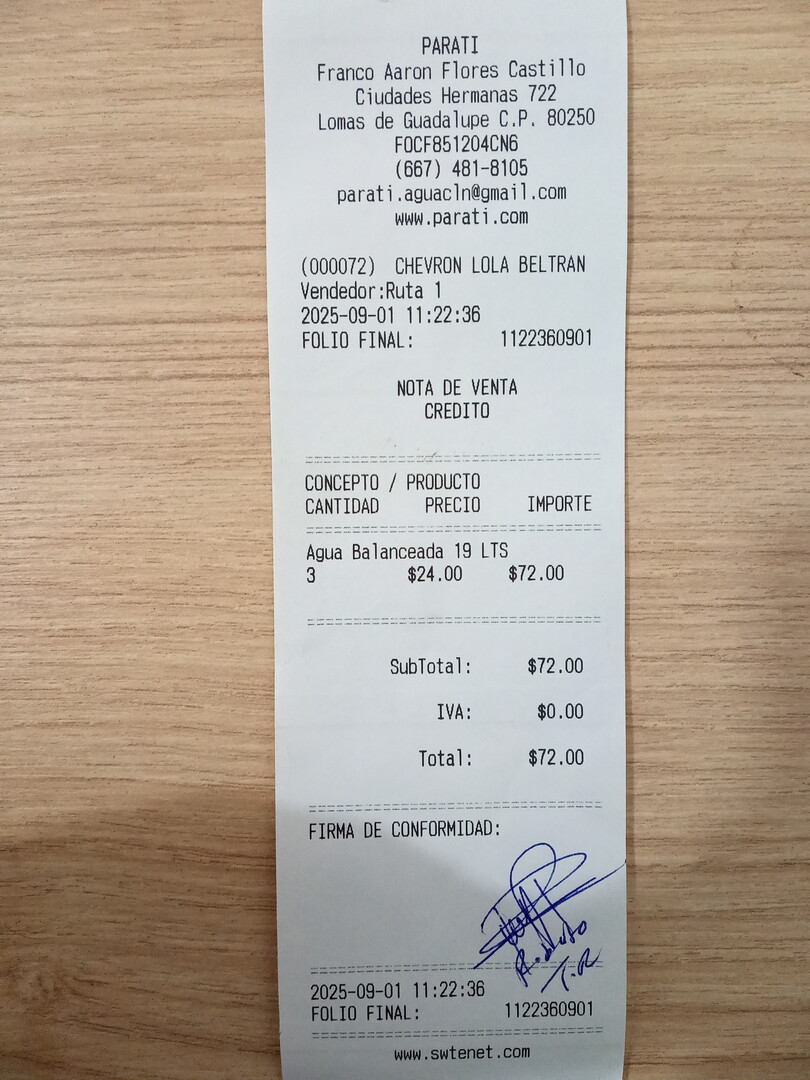 PARATI
Franco Aaron Flores Castillo
Ciudades Hermanas 722
Lomas de Guadalupe C.P. 80250
FOCF851204CN6
(667) 481-8105
parati.aguacln@gmail.com
www.parati.com
(000072) CHEVRON LOLA BELTRAN
Vendedor:Ruta 1
2025-09-01 11:22:36
FOLIO FINAL: 1122360901
NOTA DE VENTA
CREDITO
CONCEPTO / PRODUCTO
CANTIDAD PRECIO IMPORTE
Agua Balanceada 19 LTS
3 $24.00 $72.00
SubTotal: $72.00
IVA: $0.00
Total: $72.00
FIRMA DE CONFORMIDAD:
2025-09-01 11:22:36
FOLIO FINAL: 1122360901
www.swtenet.com